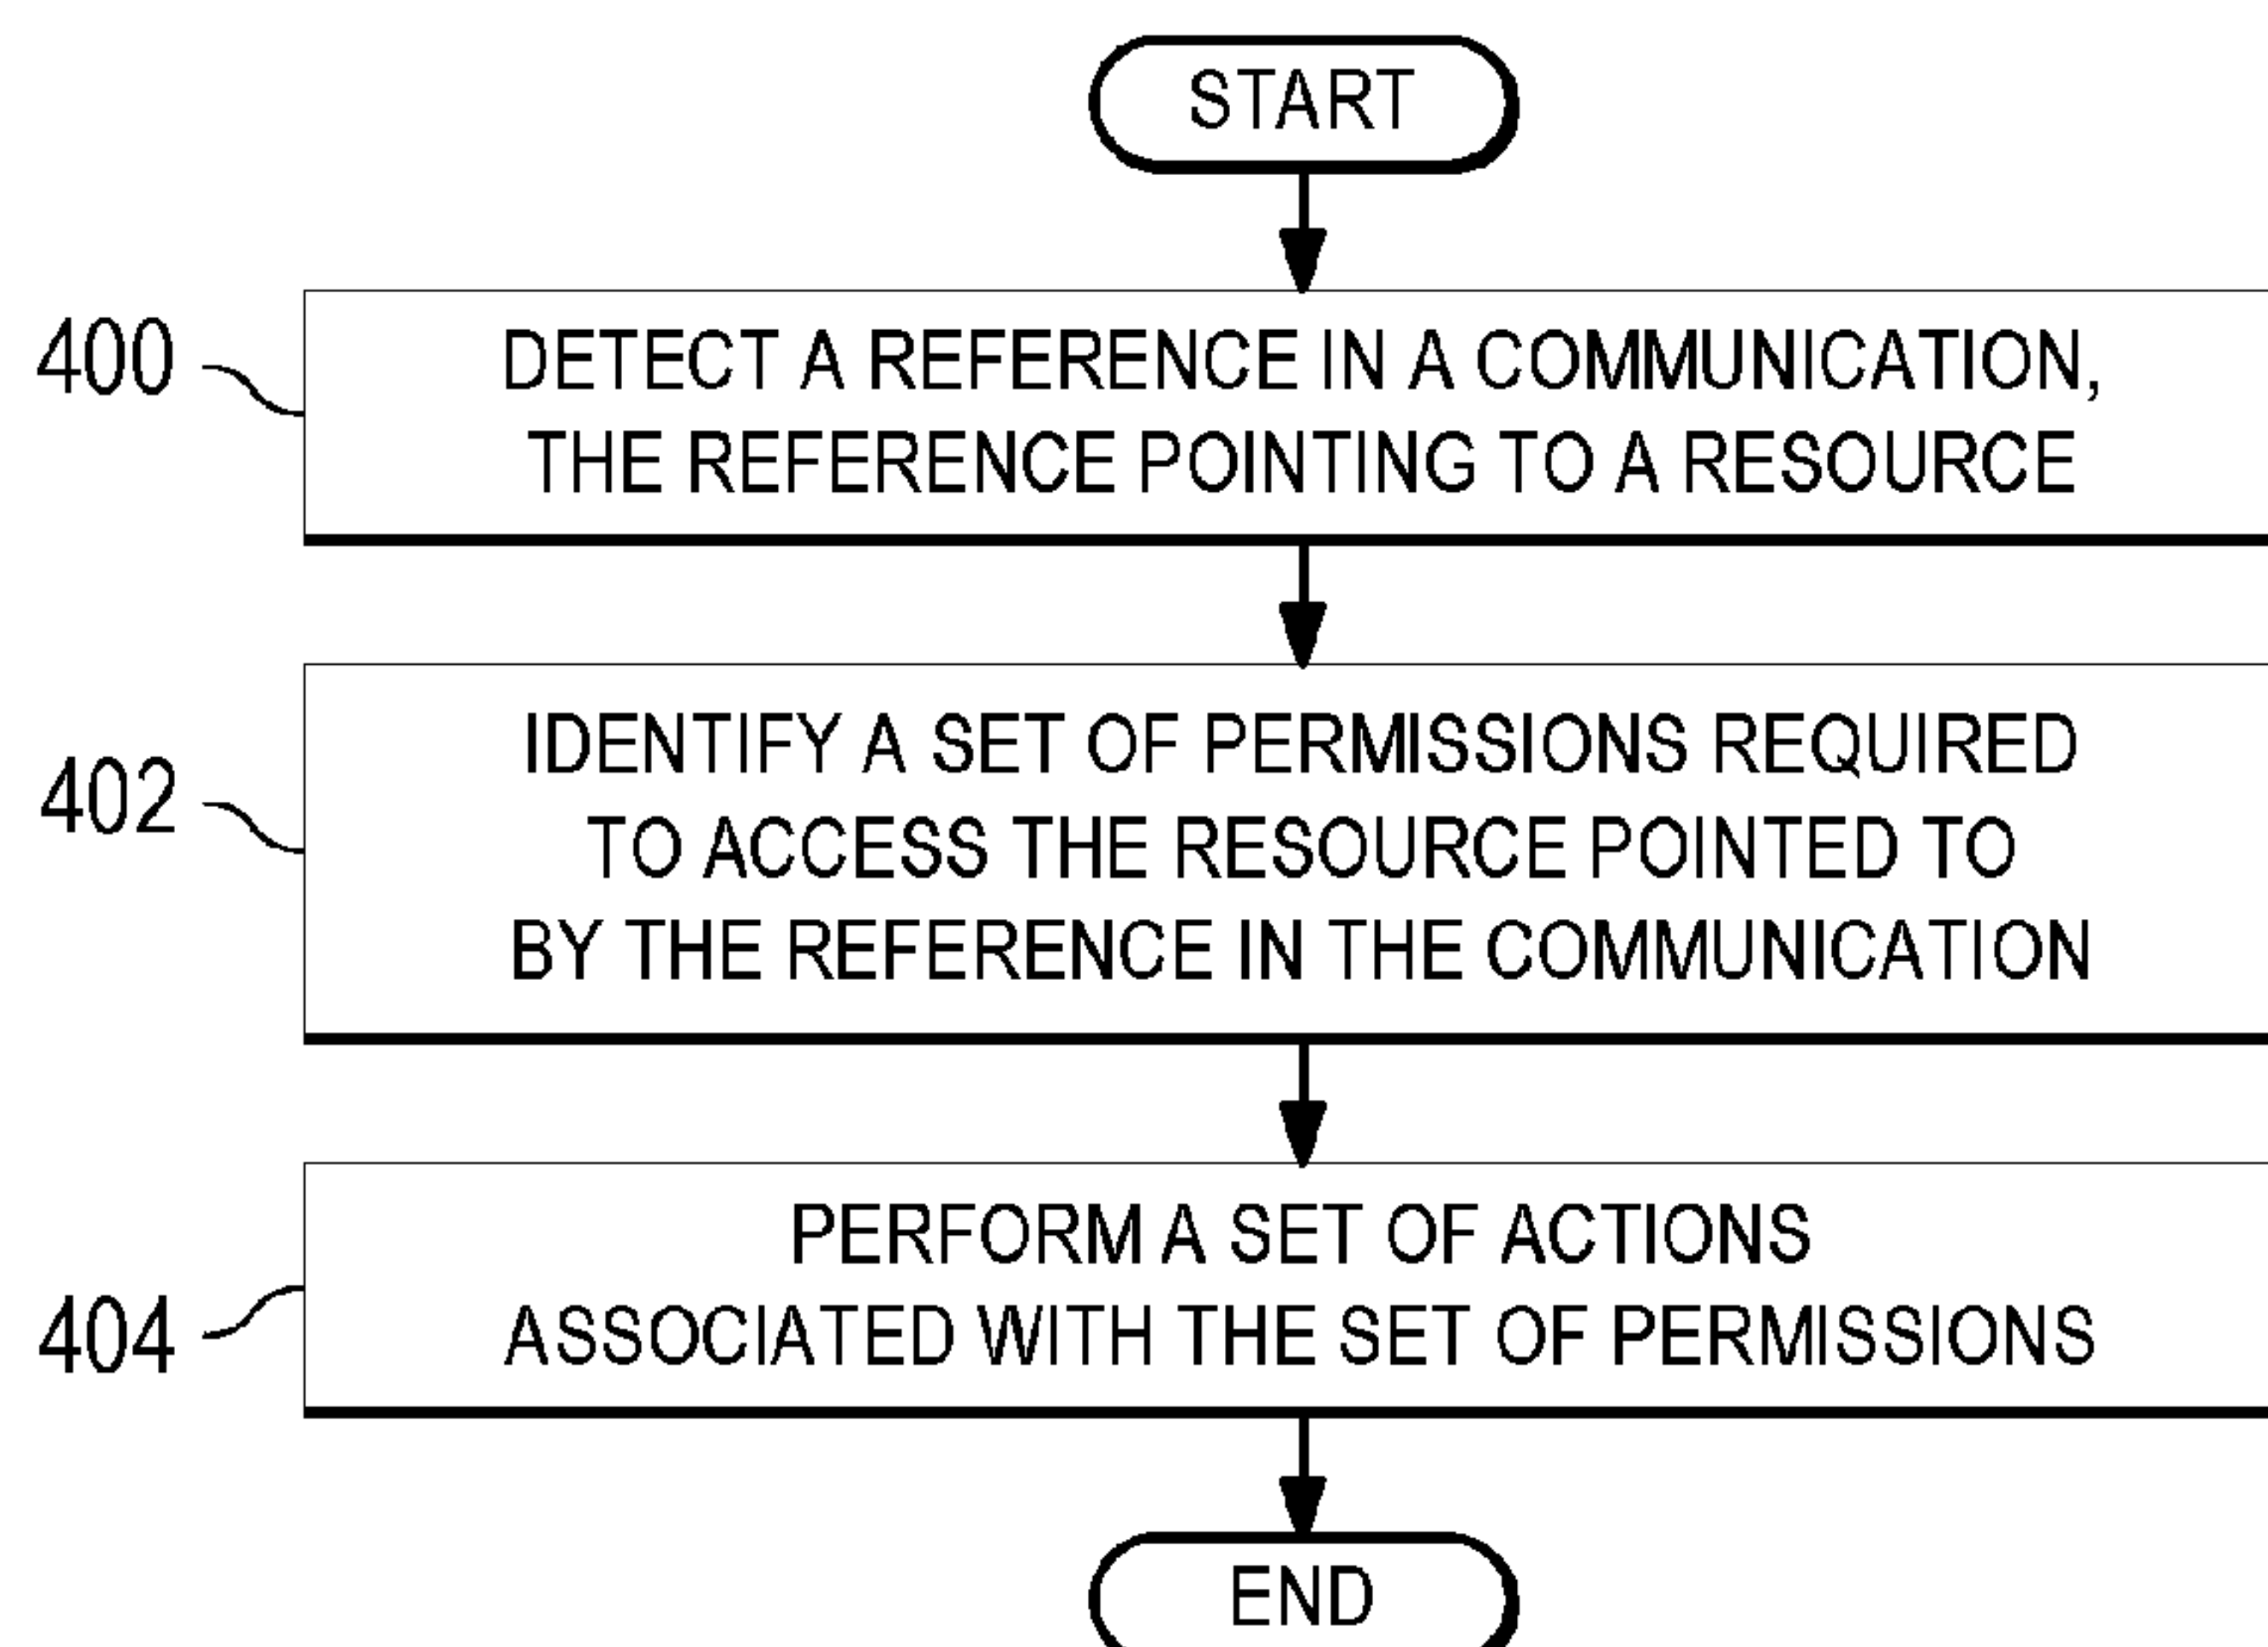 START
400
DETECT A REFERENCE IN A COMMUNICATION,
THE REFERENCE POINTING TO A RESOURCE
402
IDENTIFY A SET OF PERMISSIONS REQUIRED
TO ACCESS THE RESOURCE POINTED TO
BY THE REFERENCE IN THE COMMUNICATION
404
PERFORM A SET OF ACTIONS
ASSOCIATED WITH THE SET OF PERMISSIONS
END